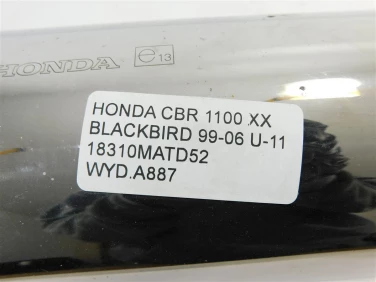 HONDA e13
HONDA CBR 1100 XX
BLACKBIRD 99-06 U-11
18310MATD52
WYD.A887